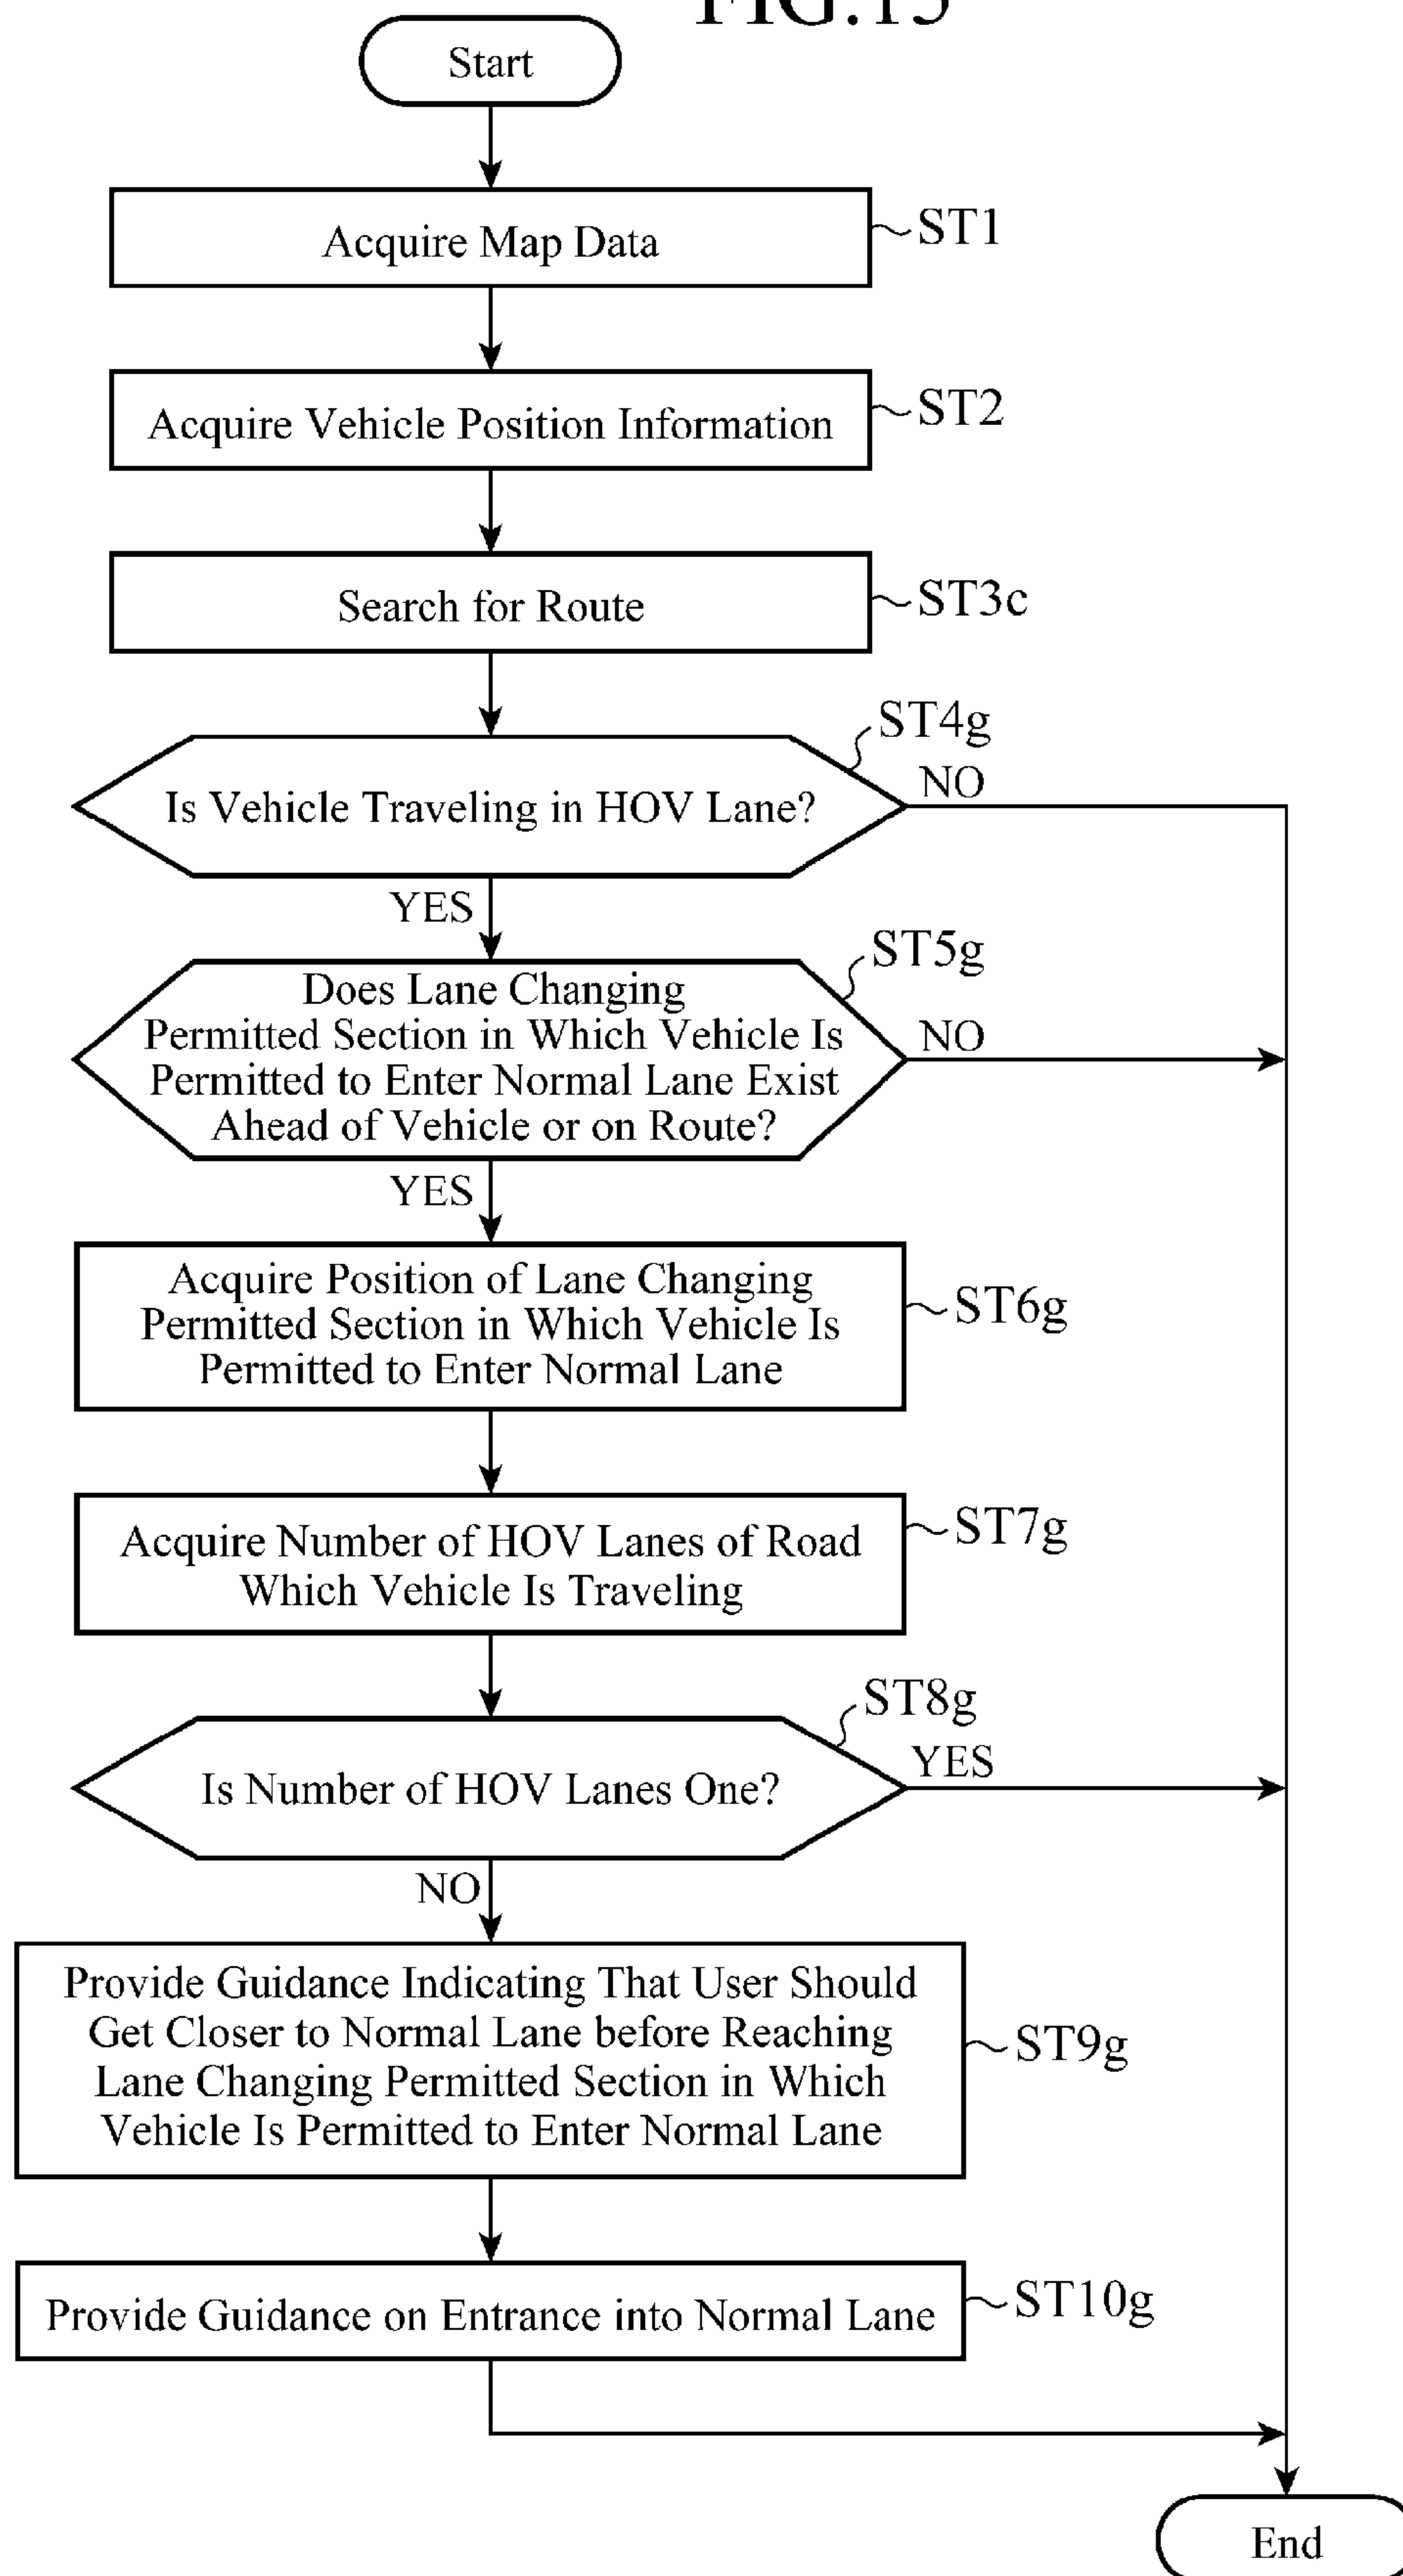 FIG.15
Start
Acquire Map Data
ST1
Acquire Vehicle Position Information
ST2
Search for Route
ST3c
ST4g
Is Vehicle Traveling in HOV Lane?
NO
YES
ST5g
Does Lane Changing
Permitted Section in Which Vehicle Is
Permitted to Enter Normal Lane Exist
Ahead of Vehicle or on Route?
NO
YES
Acquire Position of Lane Changing
Permitted Section in Which Vehicle Is
Permitted to Enter Normal Lane
ST6g
Acquire Number of HOV Lanes of Road
Which Vehicle Is Traveling
ST7g
ST8g
Is Number of HOV Lanes One?
YES
NO
Provide Guidance Indicating That User Should
Get Closer to Normal Lane before Reaching
Lane Changing Permitted Section in Which
Vehicle Is Permitted to Enter Normal Lane
ST9g
Provide Guidance on Entrance into Normal Lane
ST10g
End